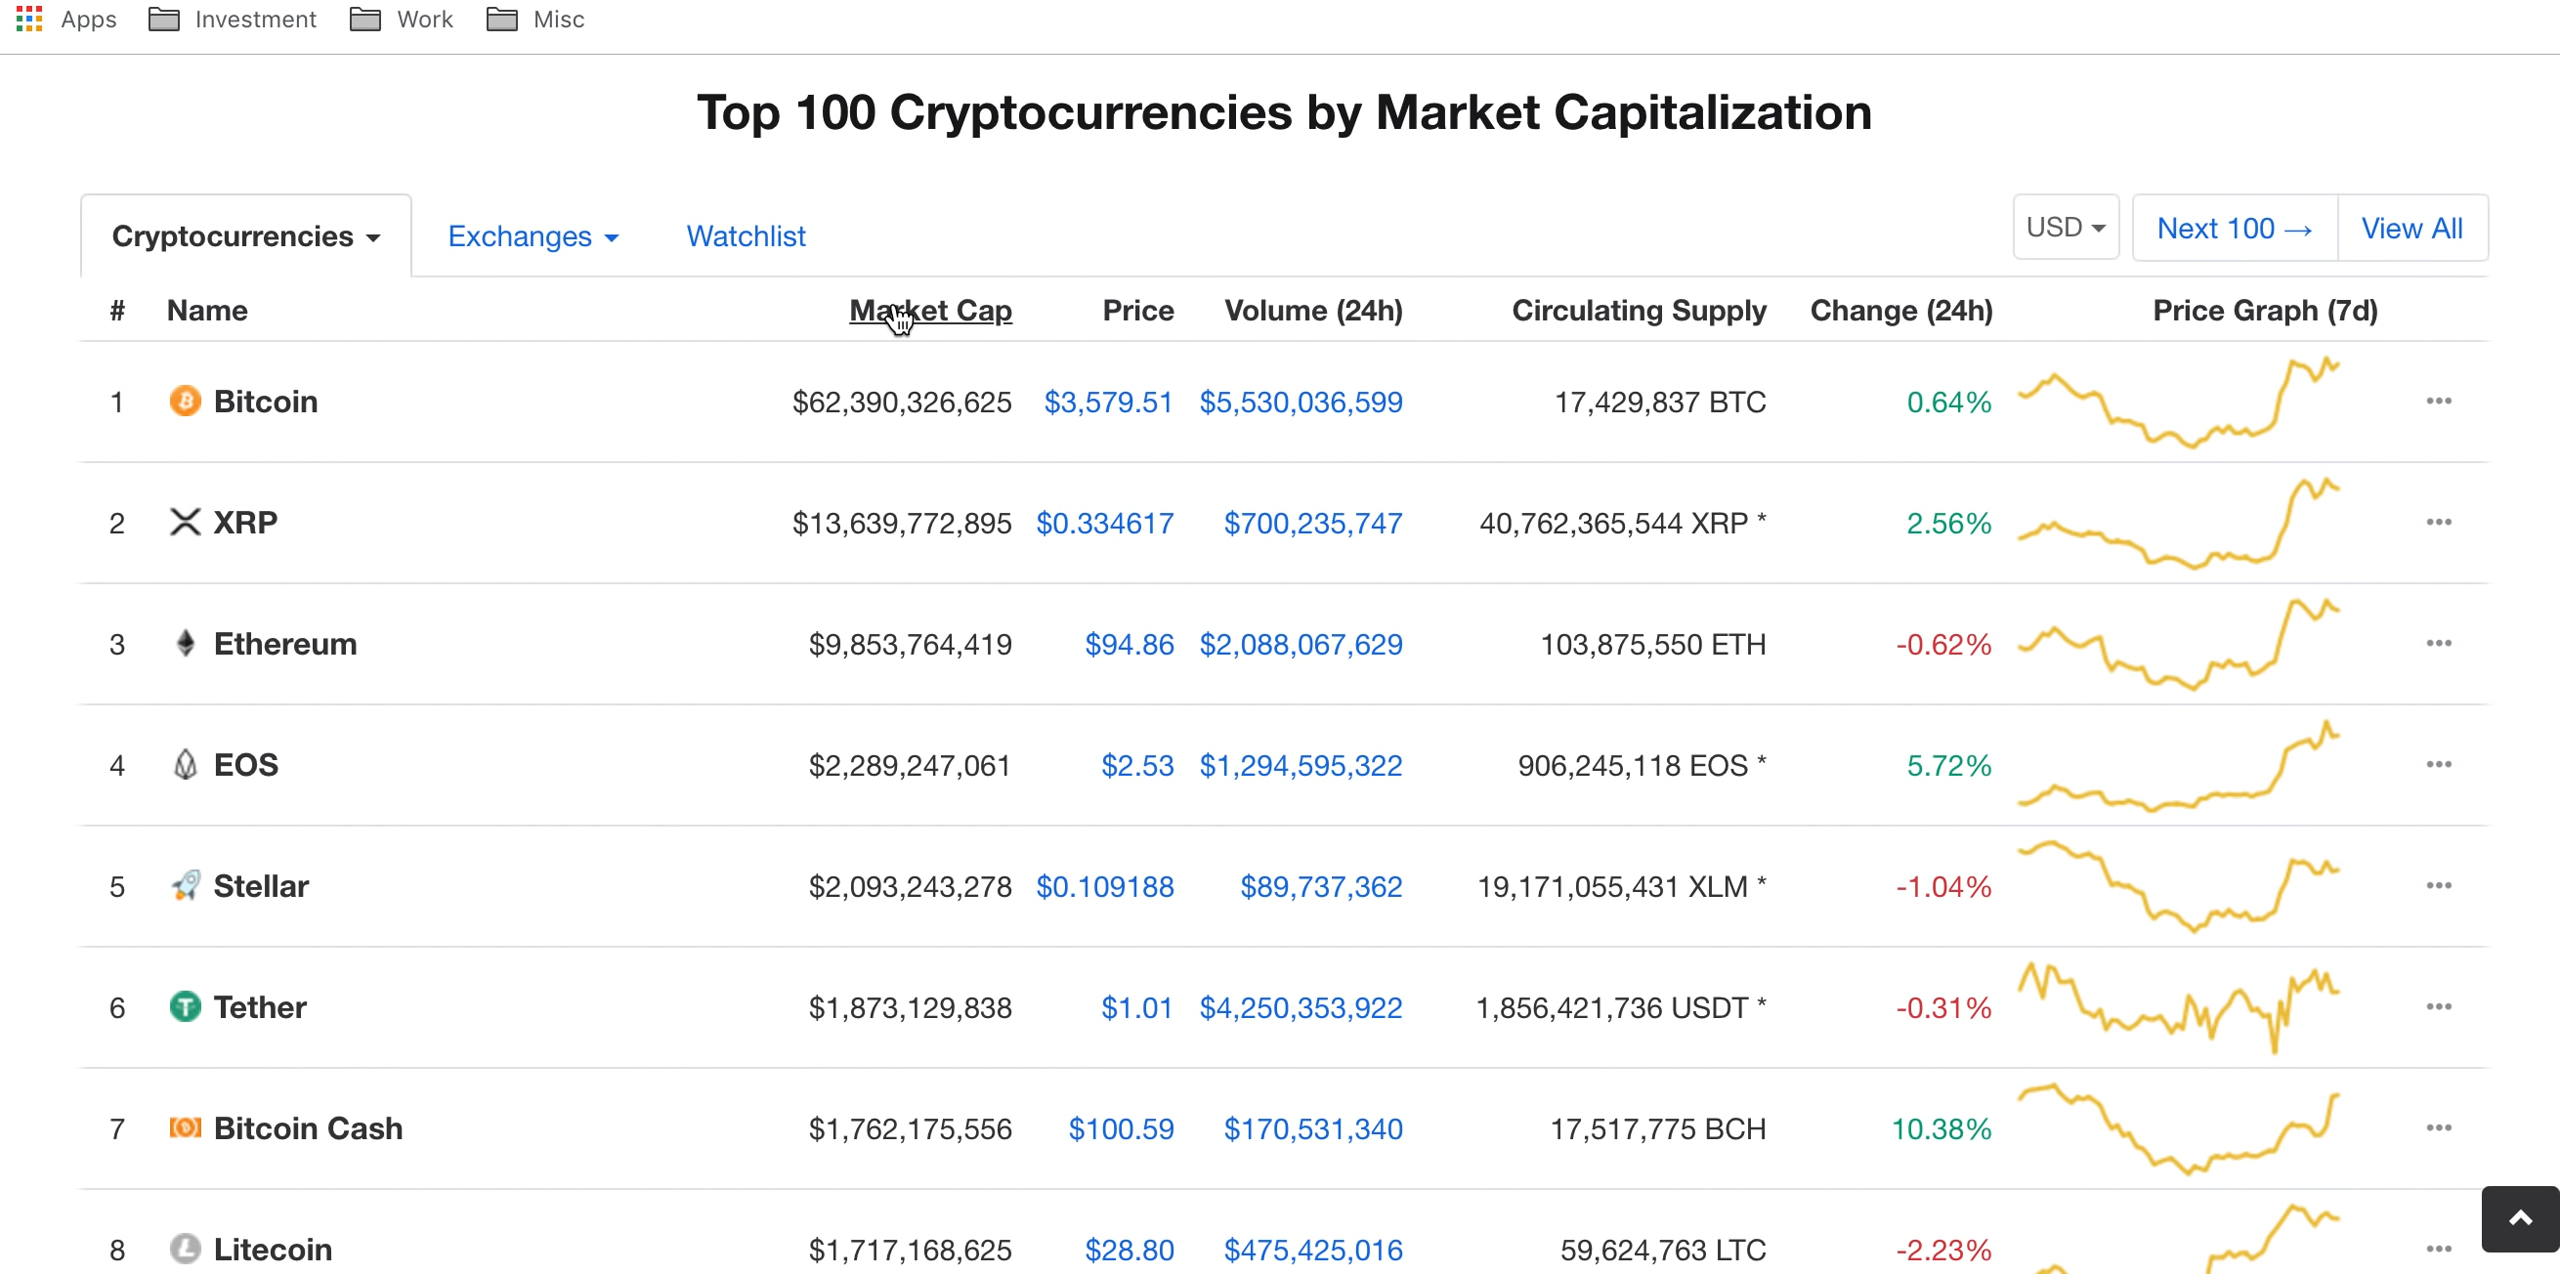 Apps Investment Work Misc
Top 100 Cryptocurrencies by Market Capitalization
Cryptocurrencies Exchanges Watchlist USD Next 100 → View All
# Name Market Cap Price Volume (24h) Circulating Supply Change (24h) Price Graph (7d)
1 Bitcoin $62,390,326,625 $3,579.51 $5,530,036,599 17,429,837 BTC 0.64%
2 XRP $13,639,772,895 $0.334617 $700,235,747 40,762,365,544 XRP * 2.56%
3 Ethereum $9,853,764,419 $94.86 $2,088,067,629 103,875,550 ETH -0.62%
4 EOS $2,289,247,061 $2.53 $1,294,595,322 906,245,118 EOS * 5.72%
5 Stellar $2,093,243,278 $0.109188 $89,737,362 19,171,055,431 XLM * -1.04%
6 Tether $1,873,129,838 $1.01 $4,250,353,922 1,856,421,736 USDT * -0.31%
7 Bitcoin Cash $1,762,175,556 $100.59 $170,531,340 17,517,775 BCH 10.38%
8 Litecoin $1,717,168,625 $28.80 $475,425,016 59,624,763 LTC -2.23%